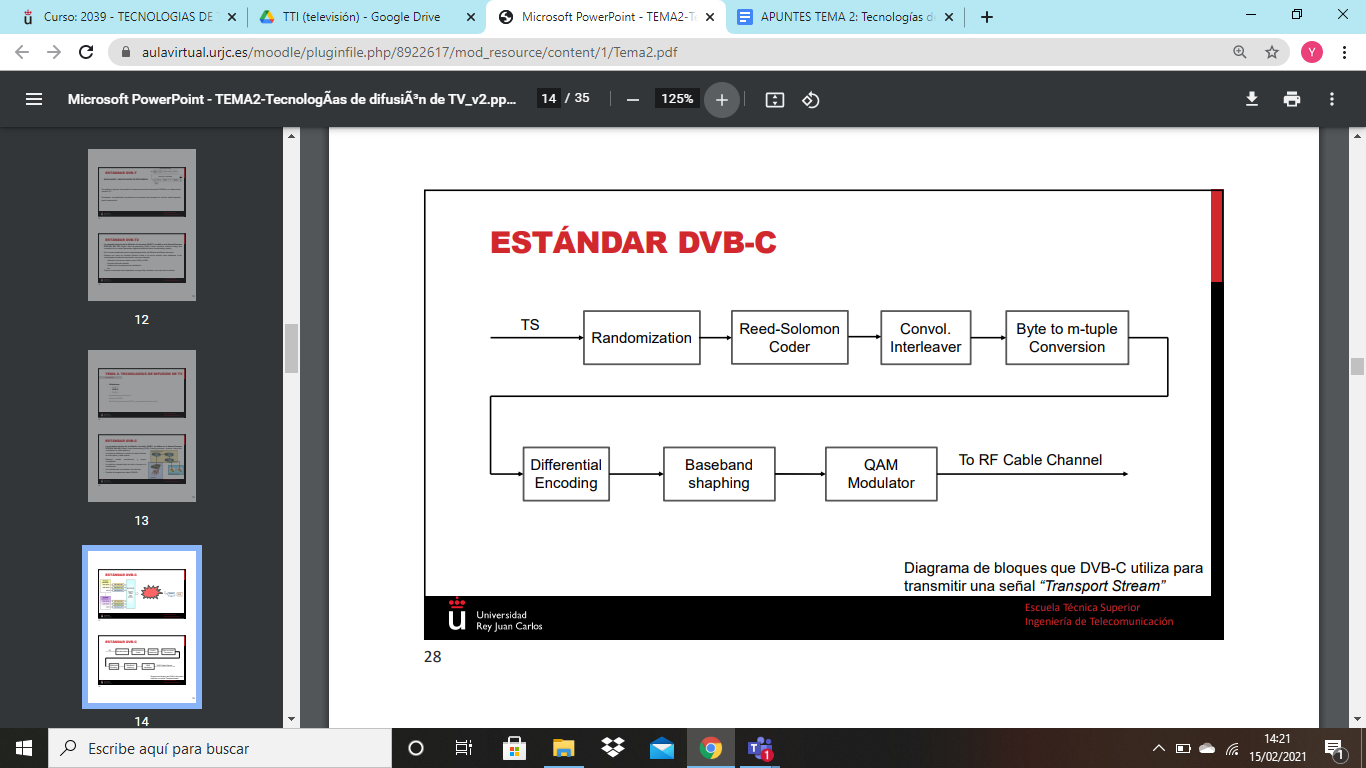 Curso: 2039 - TECNOLOGIAS DE T
TTI (televisión) - Google Drive
Microsoft PowerPoint - TEMA2-Te
APUNTES TEMA 2: Tecnologías d
aulavirtual.urjc.es/moodle/pluginfile.php/8922617/mod_resource/content/1/Tema2.pdf
Y
Microsoft PowerPoint - TEMA2-TecnologÃas de difusiÃ³n de TV_v2.pp...
14 / 35
125%
12
13
14
ESTÁNDAR DVB-C
TS
Randomization
Reed-Solomon
Coder
Convol.
Interleaver
Byte to m-tuple
Conversion
Differential
Encoding
Baseband
shaphing
QAM
Modulator
To RF Cable Channel
Diagrama de bloques que DVB-C utiliza para
transmitir una señal “Transport Stream”
u Universidad
Rey Juan Carlos
Escuela Técnica Superior
Ingeniería de Telecomunicación
28
Escribe aquí para buscar
1
14:21
15/02/2021
1